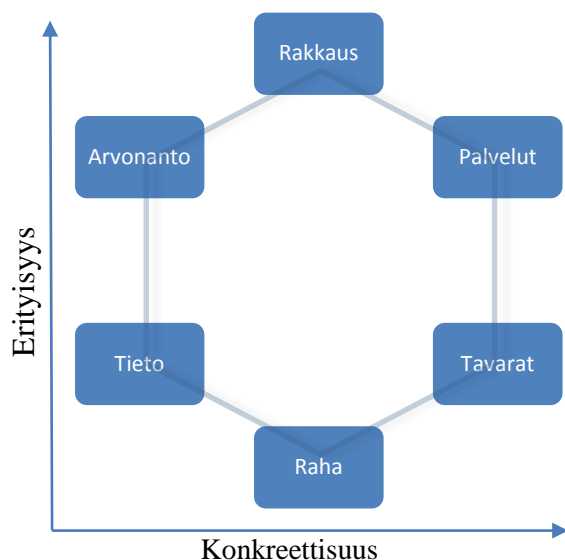 Rakkaus
Arvonanto
Palvelut
Erityisyys
Tieto
Tavarat
Raha
Konkreettisuus